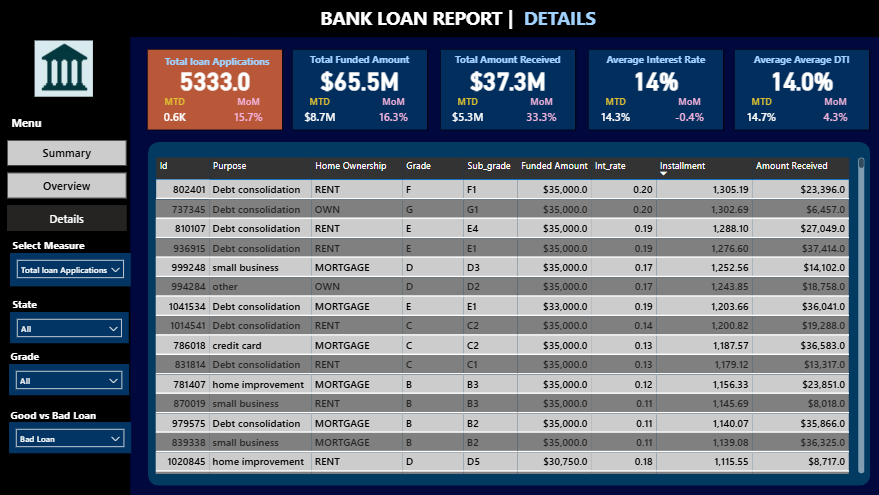 BANK LOAN REPORT | DETAILS
Total loan Applications
5333.0
MTD MoM
0.6K 15.7%
Total Funded Amount
$65.5M
MTD MoM
$8.7M 16.3%
Total Amount Received
$37.3M
MTD MoM
$5.3M 33.3%
Average Interest Rate
14%
MTD MoM
14.3% -0.4%
Average Average DTI
14.0%
MTD MoM
14.7% 4.3%
Menu
Summary
Overview
Details
Select Measure
Total loan Applications
State
All
Grade
All
Good vs Bad Loan
Bad Loan
Id Purpose Home Ownership Grade Sub_grade Funded Amount Int_rate Installment Amount Received
802401 Debt consolidation RENT F F1 $35,000.0 0.20 1,305.19 $23,396.0
737345 Debt consolidation OWN G G1 $35,000.0 0.20 1,302.69 $6,457.0
810107 Debt consolidation RENT E E4 $35,000.0 0.19 1,288.10 $27,049.0
936915 Debt consolidation RENT E E1 $35,000.0 0.19 1,276.60 $37,414.0
999248 small business MORTGAGE D D3 $35,000.0 0.17 1,252.56 $14,102.0
994284 other OWN D D2 $35,000.0 0.17 1,243.85 $18,758.0
1041534 Debt consolidation MORTGAGE E E1 $33,000.0 0.19 1,203.66 $36,041.0
1014541 Debt consolidation RENT C C2 $35,000.0 0.14 1,200.82 $19,288.0
786018 credit card MORTGAGE C C2 $35,000.0 0.13 1,187.57 $36,583.0
831814 Debt consolidation RENT C C1 $35,000.0 0.13 1,179.12 $13,317.0
781407 home improvement MORTGAGE B B3 $35,000.0 0.12 1,156.33 $23,851.0
870019 small business RENT B B3 $35,000.0 0.11 1,145.69 $8,018.0
979575 Debt consolidation MORTGAGE B B2 $35,000.0 0.11 1,140.07 $35,866.0
839338 small business MORTGAGE B B2 $35,000.0 0.11 1,139.08 $36,325.0
1020845 home improvement RENT D D5 $30,750.0 0.18 1,115.55 $8,717.0